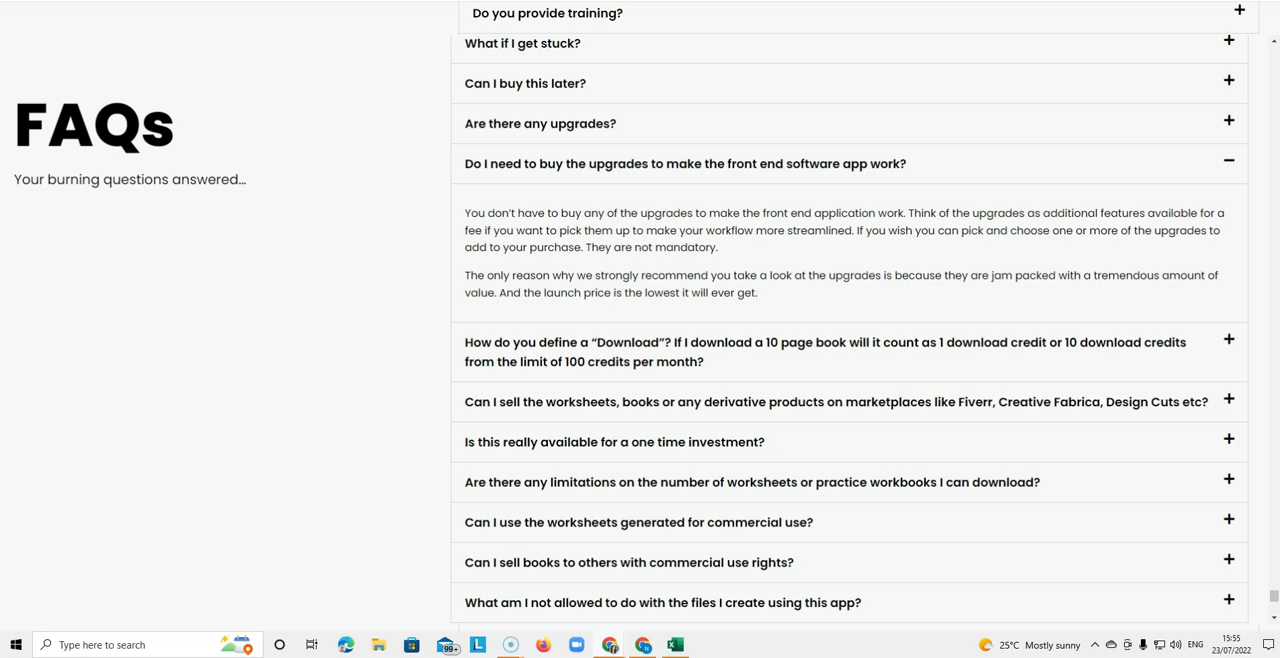 Do you provide training?
+
What if I get stuck?
+
Can I buy this later?
+
Are there any upgrades?
+
FAQs
Your burning questions answered...
Do I need to buy the upgrades to make the front end software app work?
−
You don't have to buy any of the upgrades to make the front end application work. Think of the upgrades as additional features available for a
fee if you want to pick them up to make your workflow more streamlined. If you wish you can pick and choose one or more of the upgrades to
add to your purchase. They are not mandatory.
The only reason why we strongly recommend you take a look at the upgrades is because they are jam packed with a tremendous amount of
value. And the launch price is the lowest it will ever get.
How do you define a “Download”? If I download a 10 page book will it count as 1 download credit or 10 download credits
from the limit of 100 credits per month?
+
Can I sell the worksheets, books or any derivative products on marketplaces like Fiverr, Creative Fabrica, Design Cuts etc?
+
Is this really available for a one time investment?
+
Are there any limitations on the number of worksheets or practice workbooks I can download?
+
Can I use the worksheets generated for commercial use?
+
Can I sell books to others with commercial use rights?
+
What am I not allowed to do with the files I create using this app?
+
Type here to search
99+
L
25°C Mostly sunny
ENG
15:55
23/07/2022